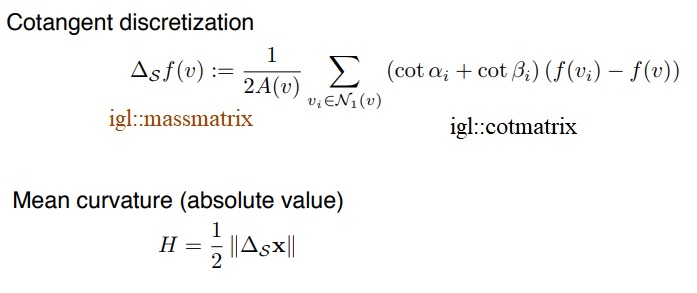 Cotangent discretization
Δ_S f(v) := 1/(2A(v)) ∑_{v_i∈𝒩_1(v)} (cot α_i + cot β_i) (f(v_i) − f(v))
igl::massmatrix igl::cotmatrix
Mean curvature (absolute value)
H = 1/2 ‖Δ_S x‖